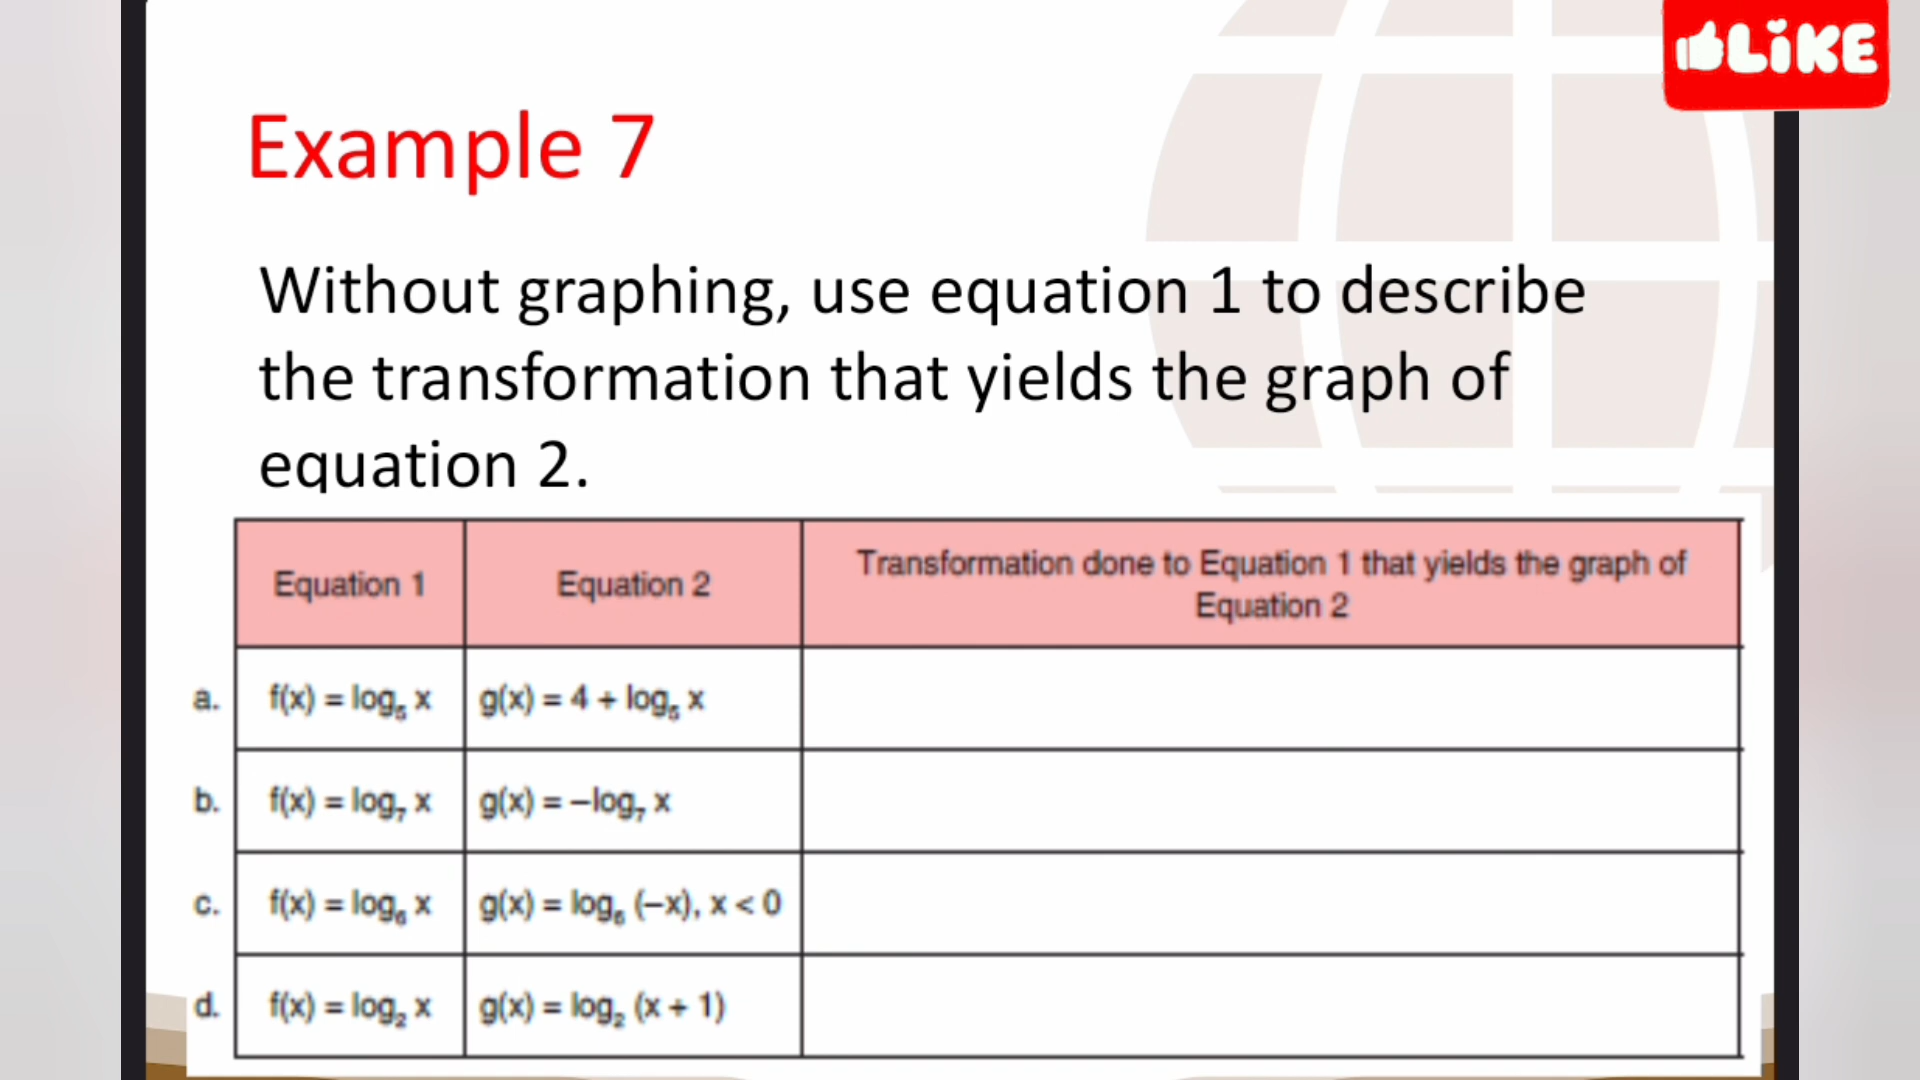 LiKE
Example 7
Without graphing, use equation 1 to describe
the transformation that yields the graph of
equation 2.
Equation 1 Equation 2 Transformation done to Equation 1 that yields the graph of
Equation 2
a. f(x) = log₅ x g(x) = 4 + log₅ x
b. f(x) = log₇ x g(x) = –log₇ x
c. f(x) = log₆ x g(x) = log₆ (–x), x < 0
d. f(x) = log₂ x g(x) = log₂ (x + 1)